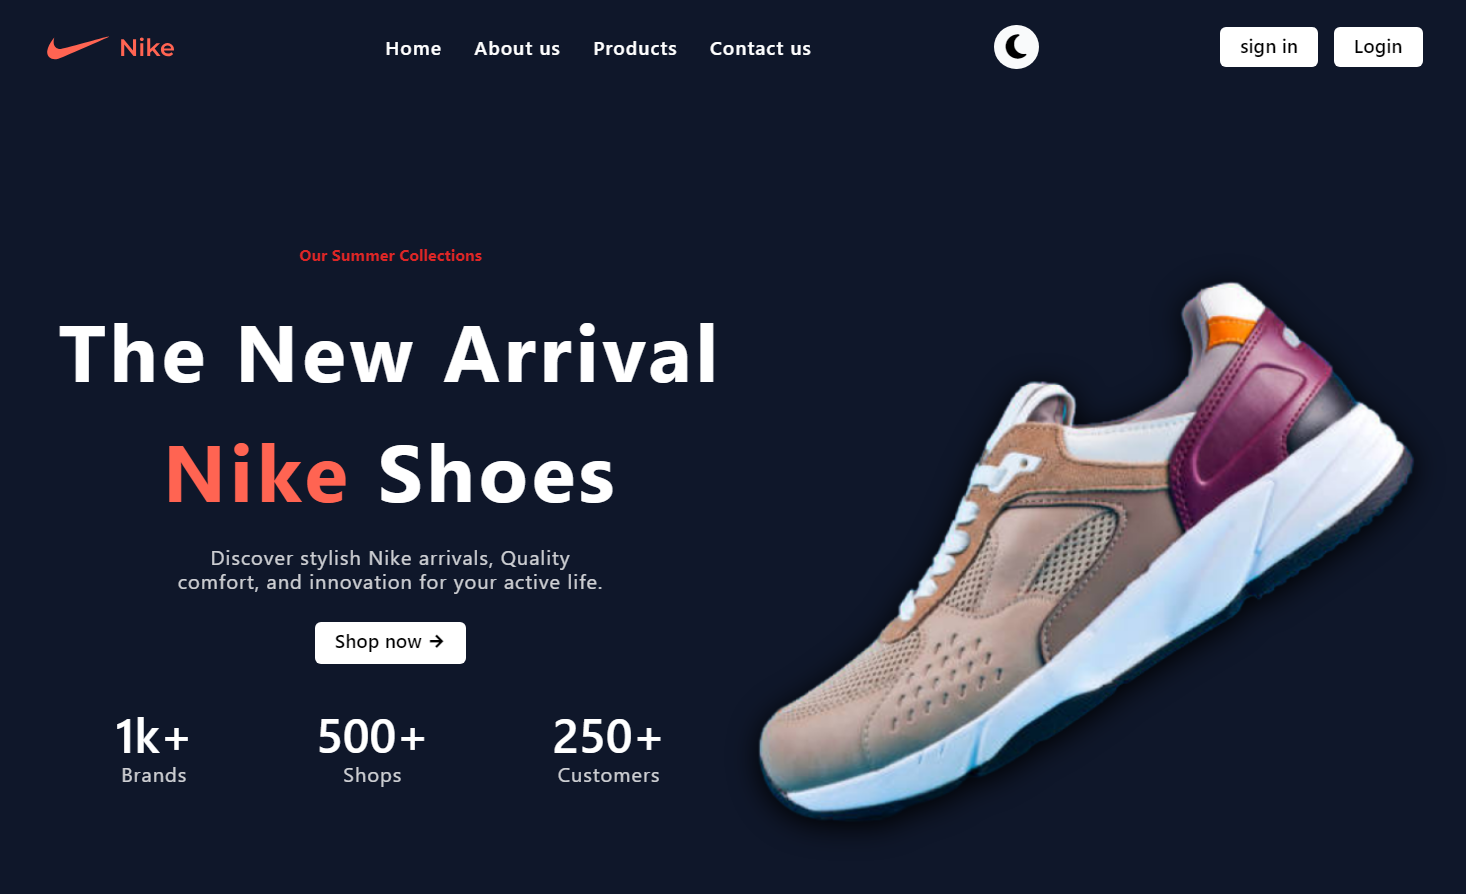 Nike
Home About us Products Contact us
sign in Login
Our Summer Collections
The New Arrival
Nike Shoes
Discover stylish Nike arrivals, Quality
comfort, and innovation for your active life.
Shop now →
1k+ 500+ 250+
Brands Shops Customers